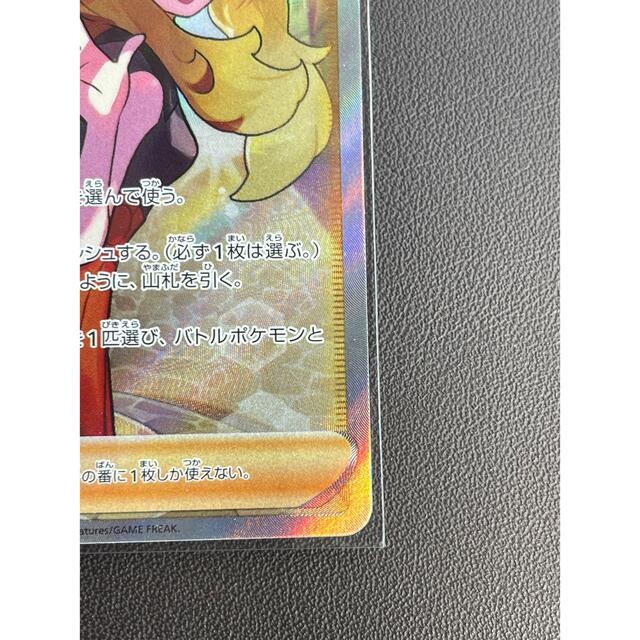 選んで使う。
ッシュする。(必ず1枚は選ぶ。)
ように、山札を引く。
1匹選び、バトルポケモンと
の番に1枚しか使えない。
atures/GAME FREAK.